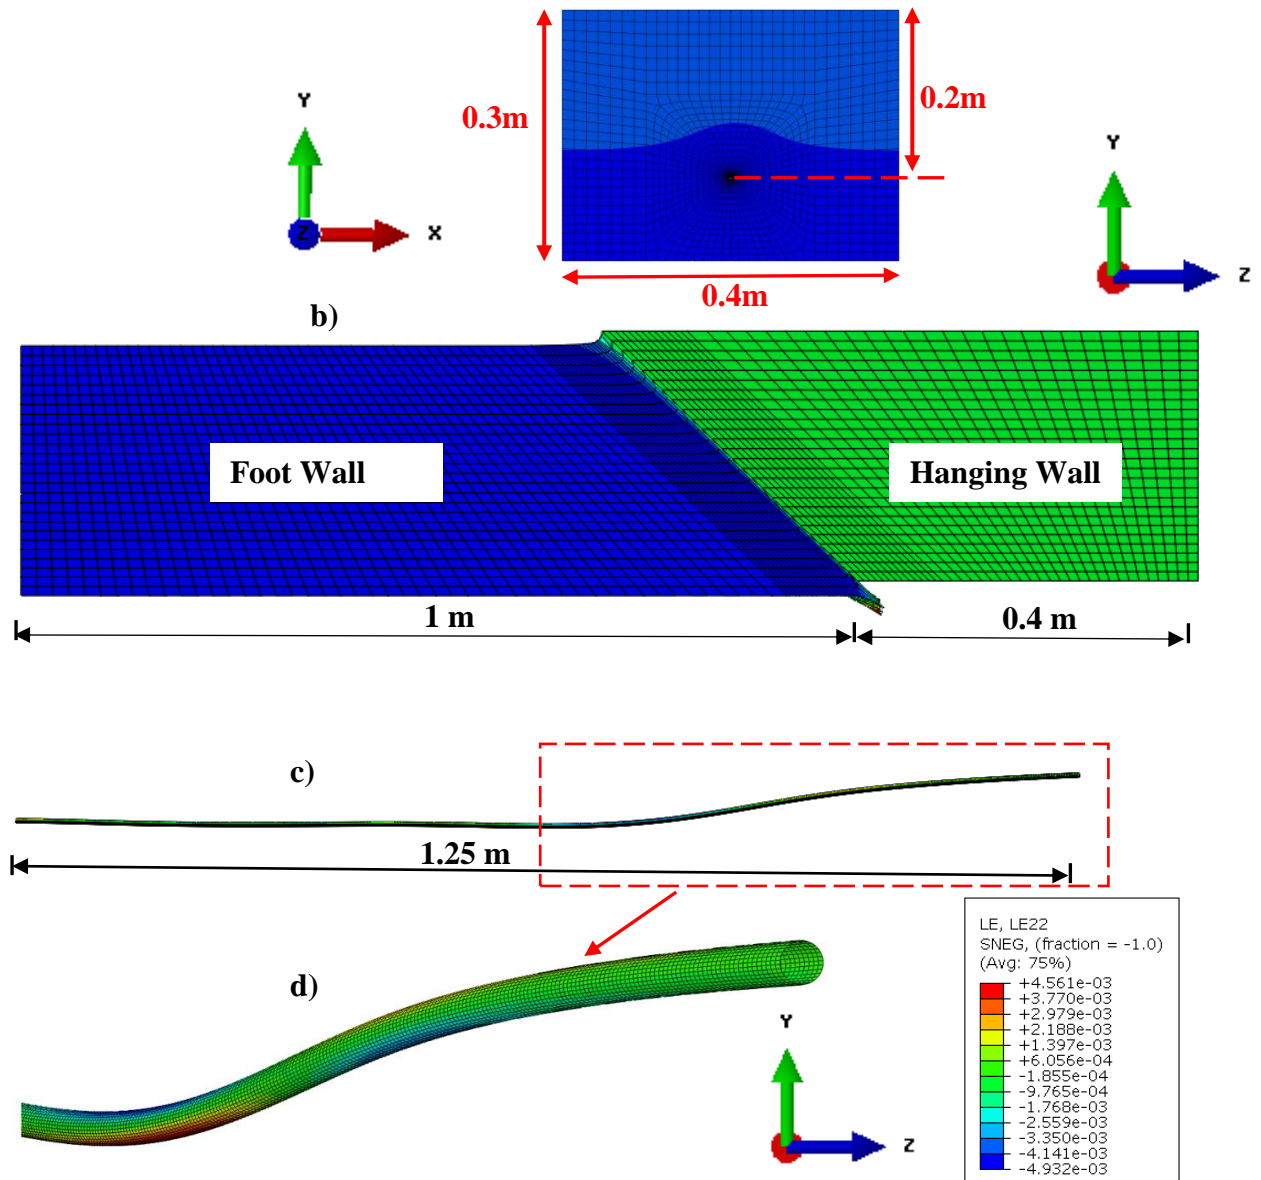 0.3m
0.2m
0.4m
Y
X
Z
Y
Z
b)
Foot Wall
Hanging Wall
1 m
0.4 m
c)
1.25 m
d)
Y
Z
LE, LE22
SNEG, (fraction = -1.0)
(Avg: 75%)
+4.561e-03
+3.770e-03
+2.979e-03
+2.188e-03
+1.397e-03
+6.056e-04
-1.855e-04
-9.765e-04
-1.768e-03
-2.559e-03
-3.350e-03
-4.141e-03
-4.932e-03